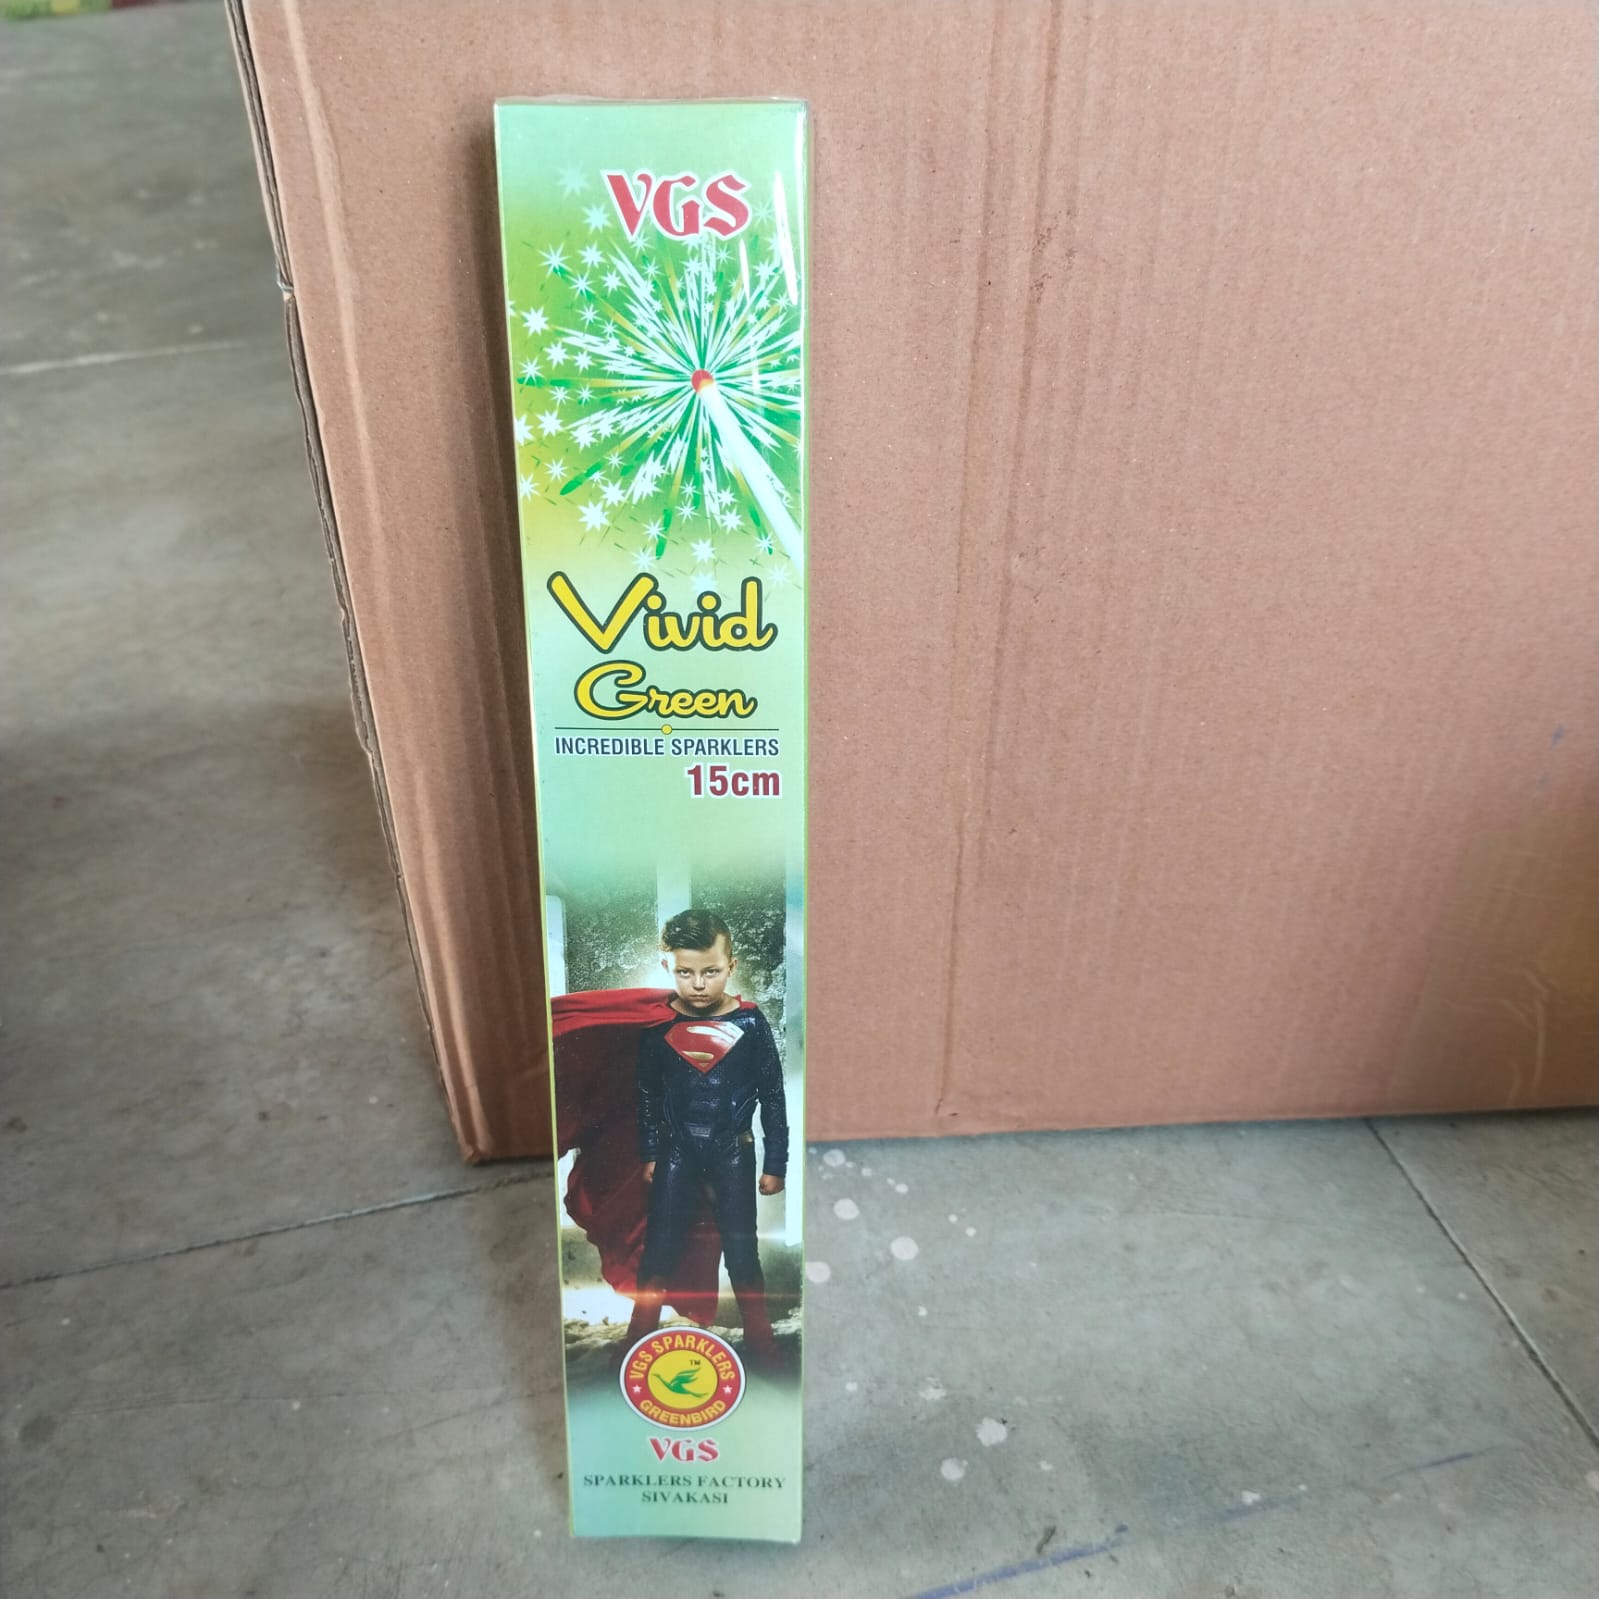 VGS
Vivid
Green
INCREDIBLE SPARKLERS
15cm
VGS SPARKLERS
TM
GREENBIRD
VGS
SPARKLERS FACTORY
SIVAKASI